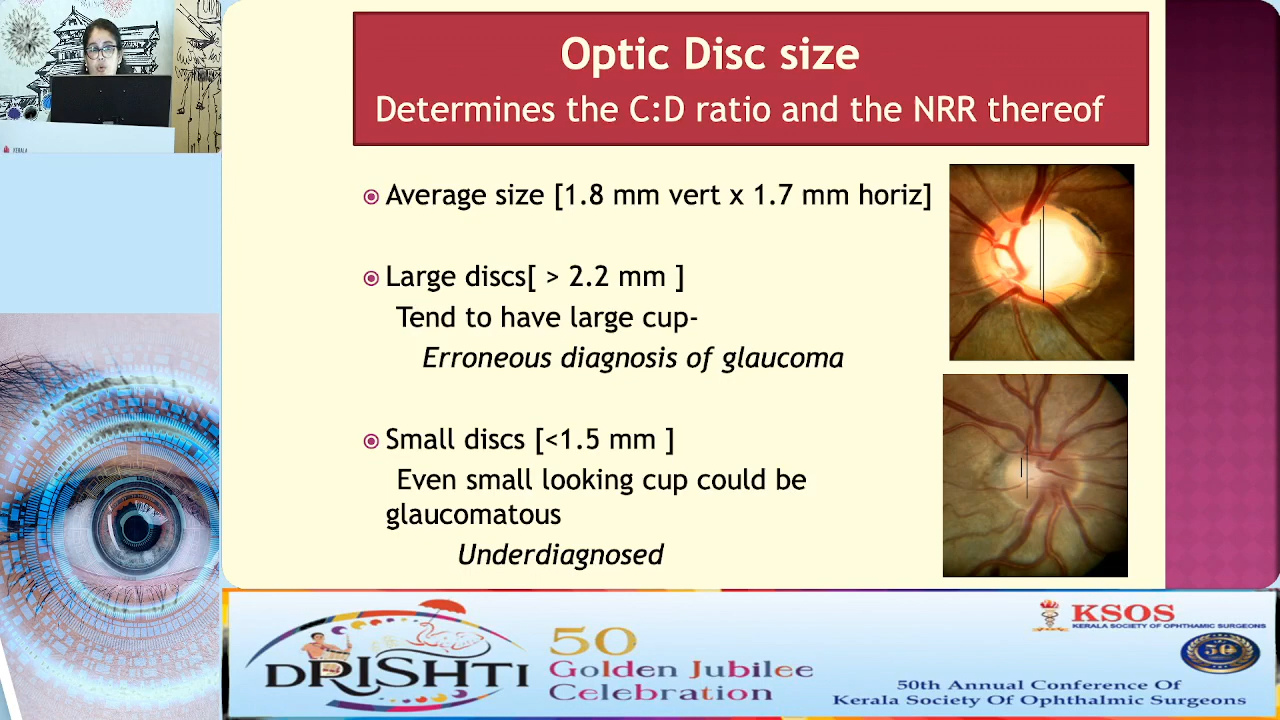 Optic Disc size
Determines the C:D ratio and the NRR thereof
Average size [1.8 mm vert x 1.7 mm horiz]
Large discs[ > 2.2 mm ]
Tend to have large cup-
Erroneous diagnosis of glaucoma
Small discs [<1.5 mm ]
Even small looking cup could be
glaucomatous
Underdiagnosed
KERALA
DRISHTI
50
Golden Jubilee
Celebration
KSOS
KERALA SOCIETY OF OPHTHAMIC SURGEONS
50
50th Annual Conference Of
Kerala Society Of Ophthalmic Surgeons